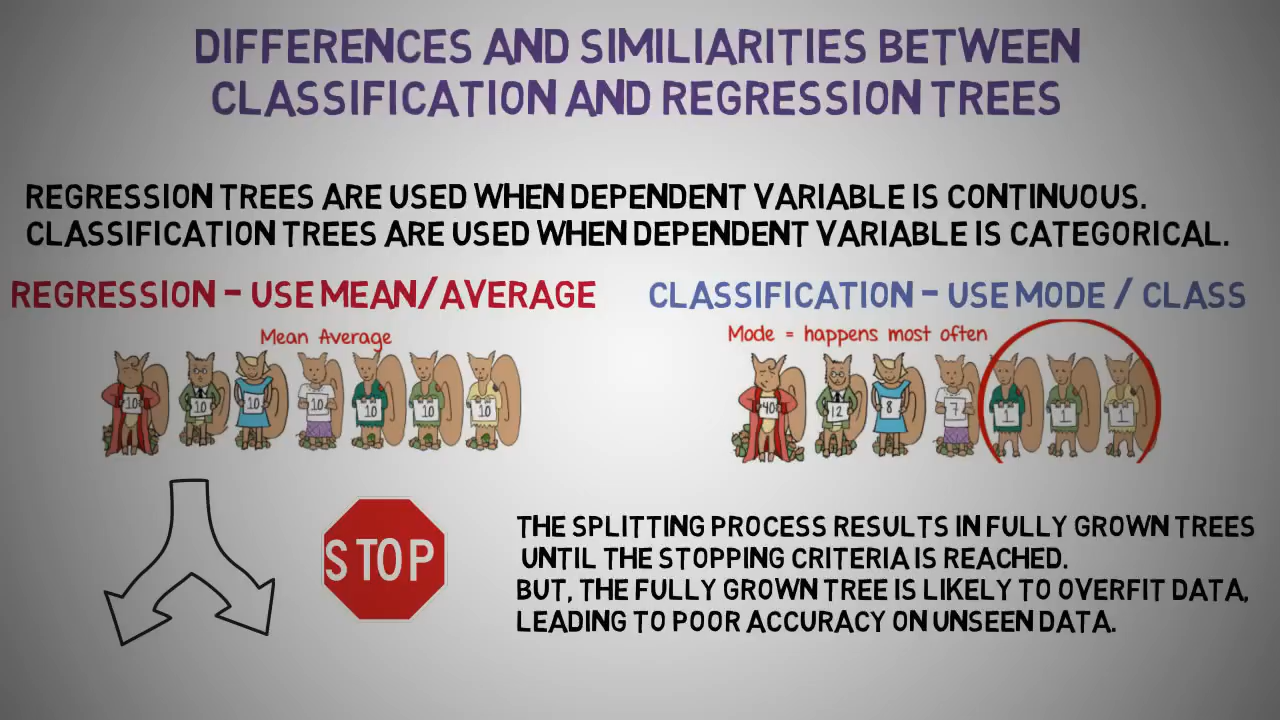 DIFFERENCES AND SIMILIARITIES BETWEEN
CLASSIFICATION AND REGRESSION TREES
REGRESSION TREES ARE USED WHEN DEPENDENT VARIABLE IS CONTINUOUS.
CLASSIFICATION TREES ARE USED WHEN DEPENDENT VARIABLE IS CATEGORICAL.
REGRESSION - USE MEAN/AVERAGE
CLASSIFICATION - USE MODE / CLASS
Mean Average
10 10 10 10 10 10 10
Mode = happens most often
40 12 8 7 1 1 1
STOP
THE SPLITTING PROCESS RESULTS IN FULLY GROWN TREES
UNTIL THE STOPPING CRITERIA IS REACHED.
BUT, THE FULLY GROWN TREE IS LIKELY TO OVERFIT DATA,
LEADING TO POOR ACCURACY ON UNSEEN DATA.